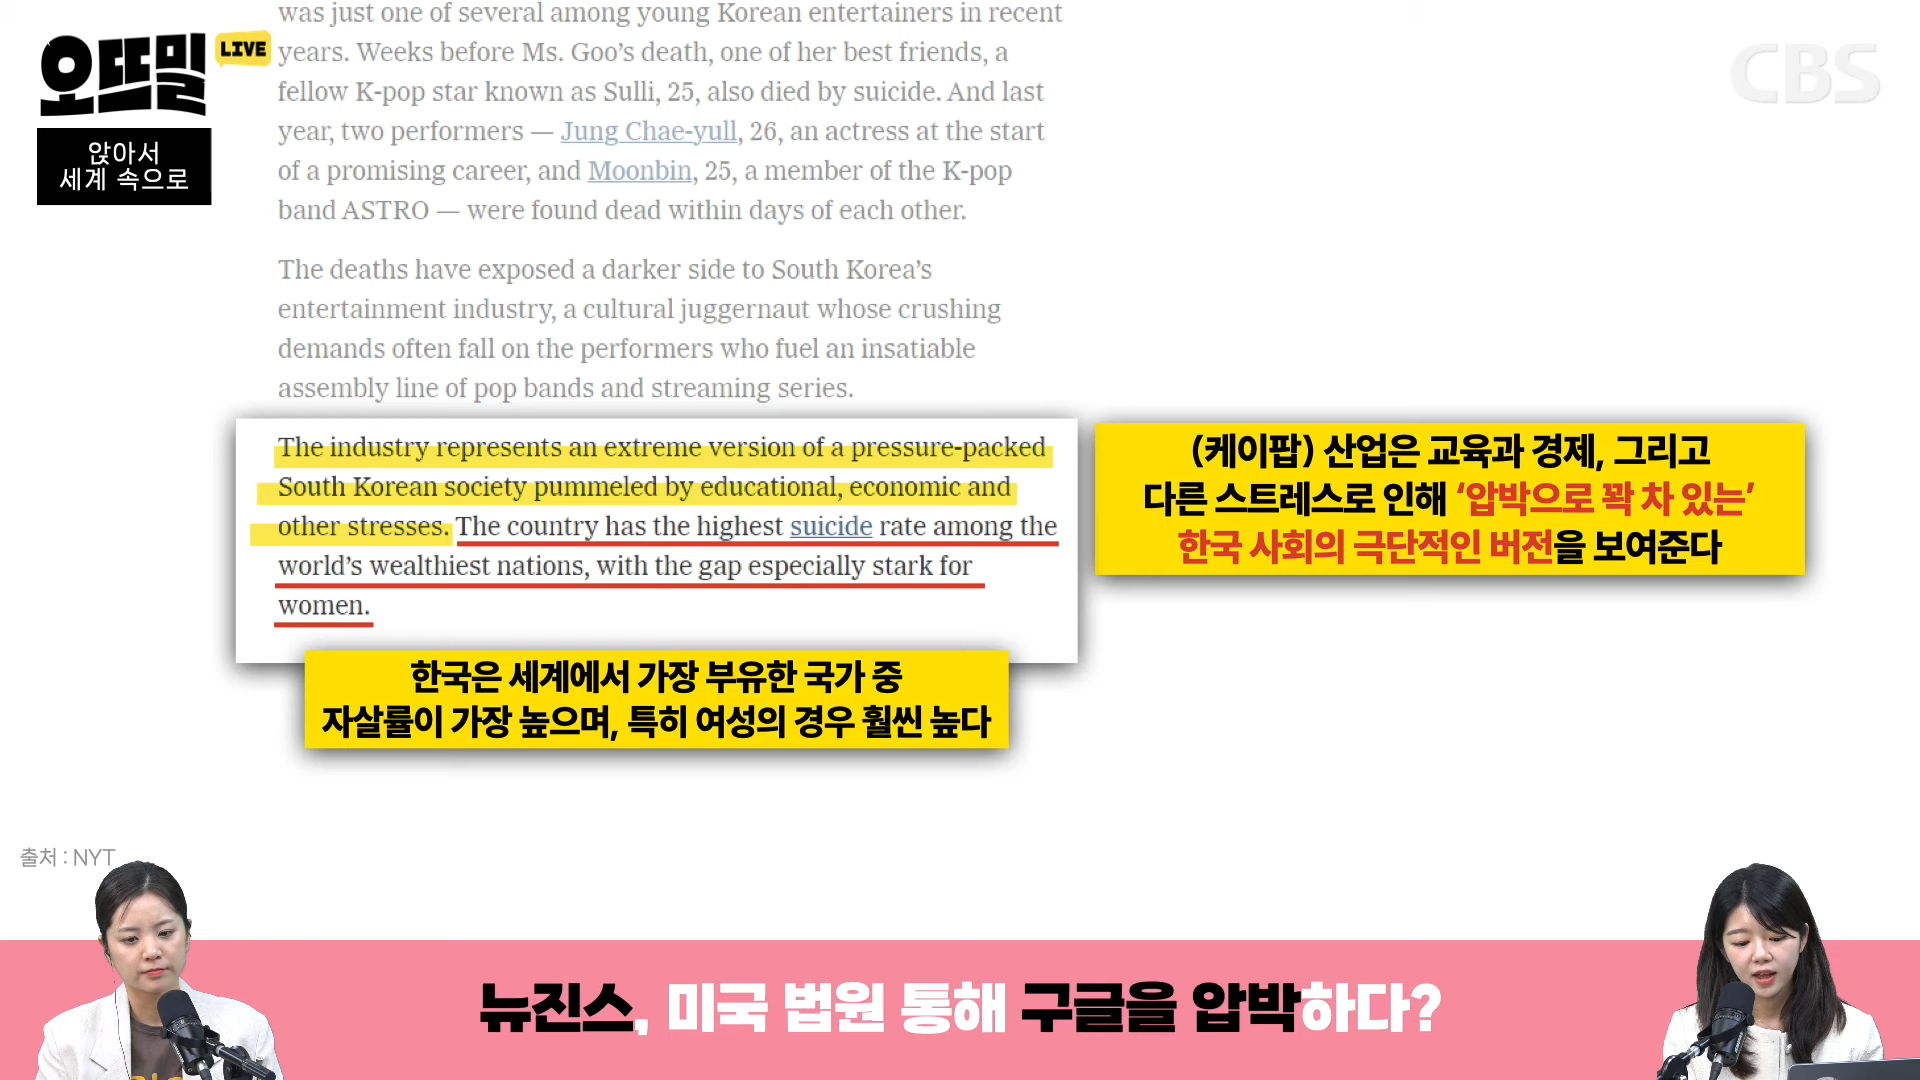 was just one of several among young Korean entertainers in recent
오뜨밀
LIVE
years. Weeks before Ms. Goo’s death, one of her best friends, a
CBS
fellow K-pop star known as Sulli, 25, also died by suicide. And last
year, two performers — Jung Chae-yull, 26, an actress at the start
앉아서
세계 속으로
of a promising career, and Moonbin, 25, a member of the K-pop
band ASTRO — were found dead within days of each other.
The deaths have exposed a darker side to South Korea’s
entertainment industry, a cultural juggernaut whose crushing
demands often fall on the performers who fuel an insatiable
assembly line of pop bands and streaming series.
The industry represents an extreme version of a pressure-packed
South Korean society pummeled by educational, economic and
other stresses. The country has the highest suicide rate among the
world’s wealthiest nations, with the gap especially stark for
women.
(케이팝) 산업은 교육과 경제, 그리고
다른 스트레스로 인해 ‘압박으로 꽉 차 있는’
한국 사회의 극단적인 버전을 보여준다
한국은 세계에서 가장 부유한 국가 중
자살률이 가장 높으며, 특히 여성의 경우 훨씬 높다
출처 : NYT
뉴진스, 미국 법원 통해 구글을 압박하다?